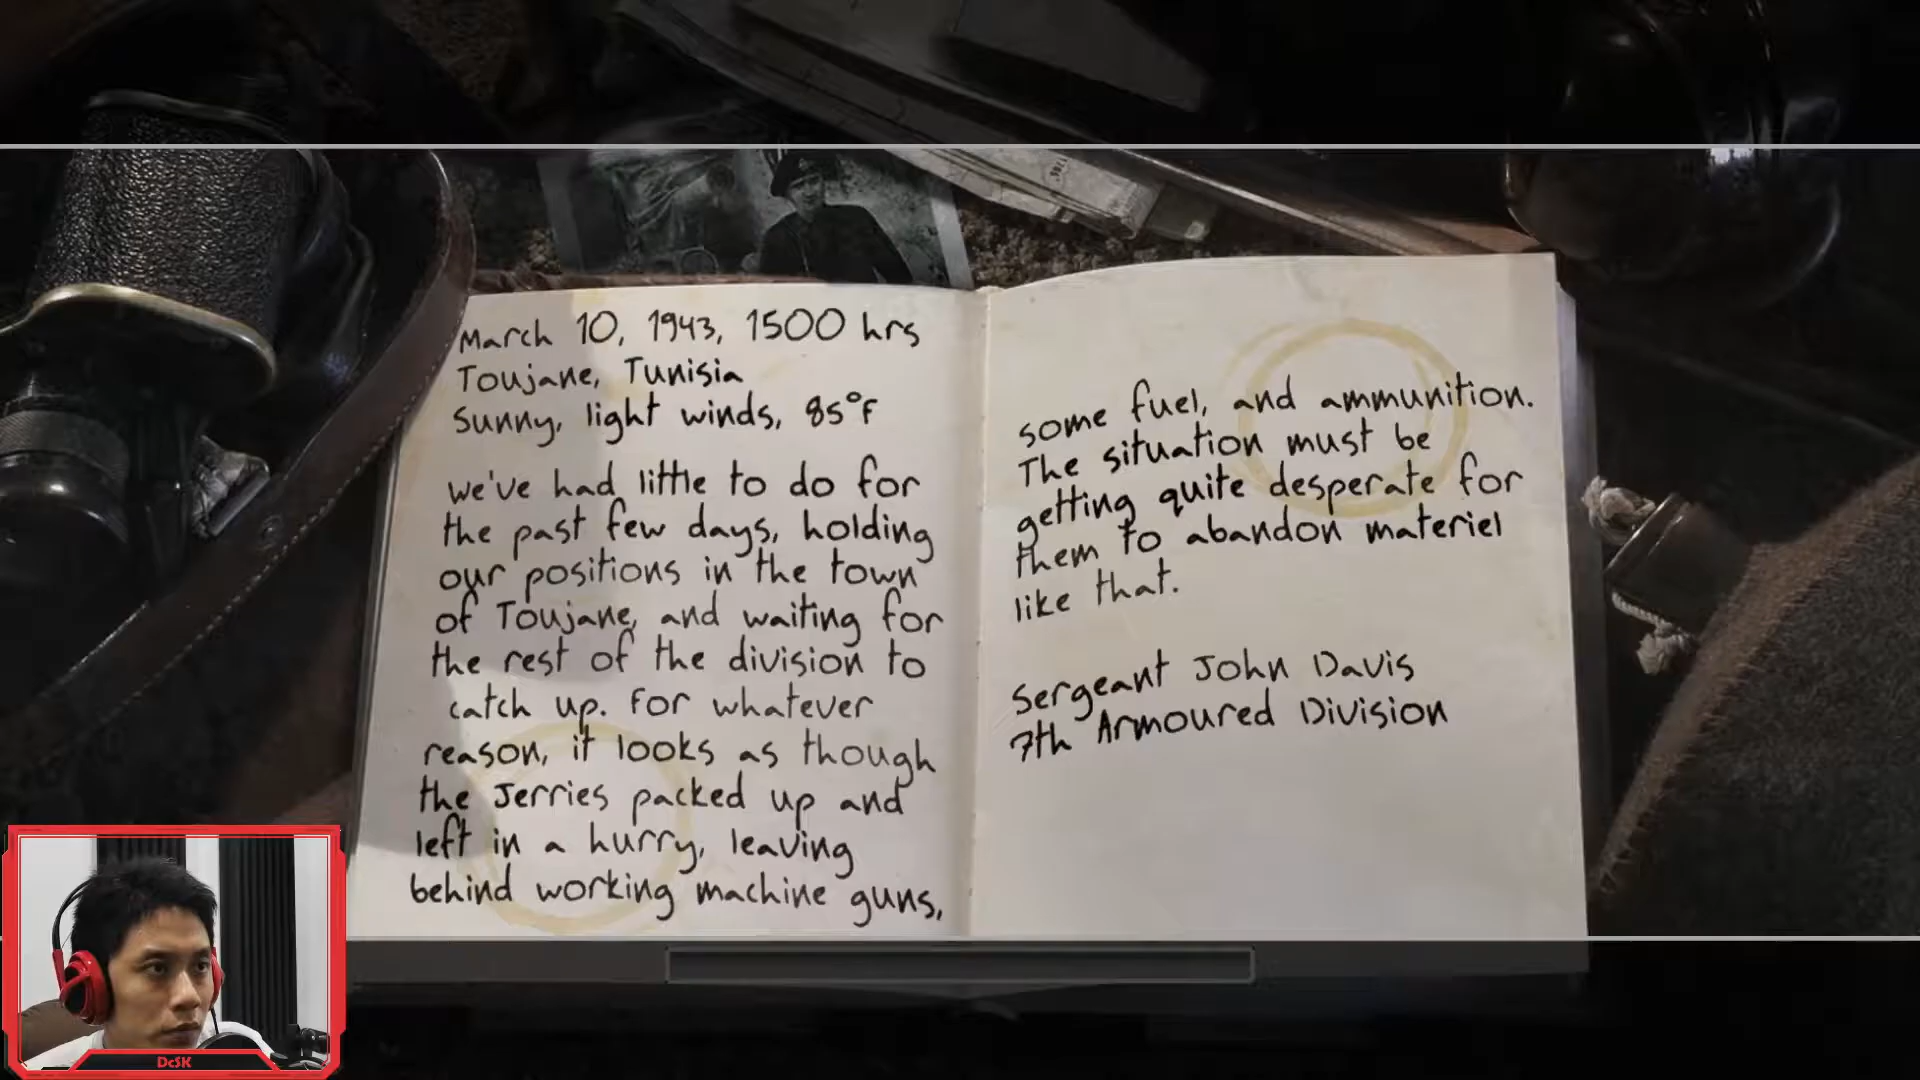 March 10, 1943, 1500 hrs
Toujane, Tunisia
Sunny, light winds, 85°F
we've had little to do for
the past few days, holding
our positions in the town
of Toujane, and waiting for
the rest of the division to
catch up. For whatever
reason, it looks as though
the Jerries packed up and
left in a hurry, leaving
behind working machine guns,
some fuel, and ammunition.
The situation must be
getting quite desperate for
them to abandon materiel
like that.
Sergeant John Davis
7th Armoured Division
DcSK